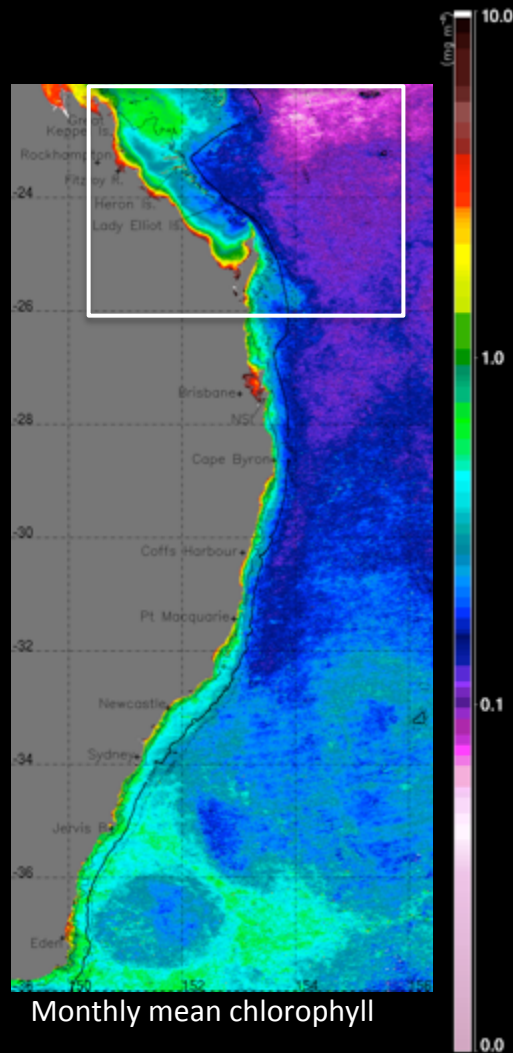 10.0
(mg m⁻³)
Great
Keppel Is.
Rockhampton
Fitzroy R.
-24
Heron Is.
Lady Elliot Is.
-26
1.0
Brisbane
NSI
-28
Cape Byron
-30
Coffs Harbour
Pt Macquarie
-32
Newcastle
0.1
-34
Sydney
Jervis B.
-36
Eden
-38
150
152
154
156
Monthly mean chlorophyll
0.0